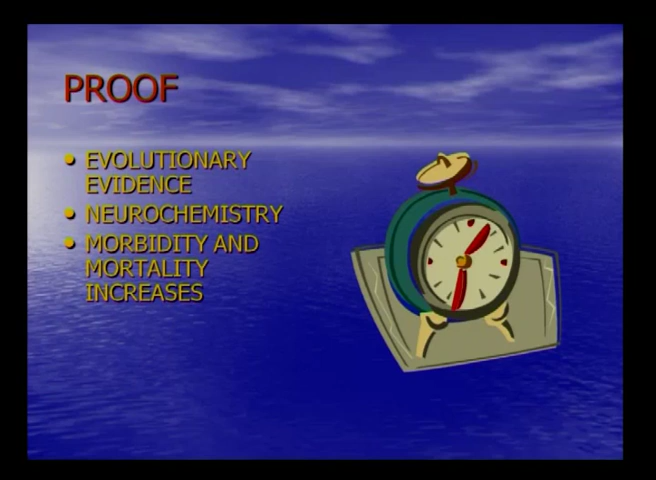 PROOF
• EVOLUTIONARY
EVIDENCE
• NEUROCHEMISTRY
• MORBIDITY AND
MORTALITY
INCREASES